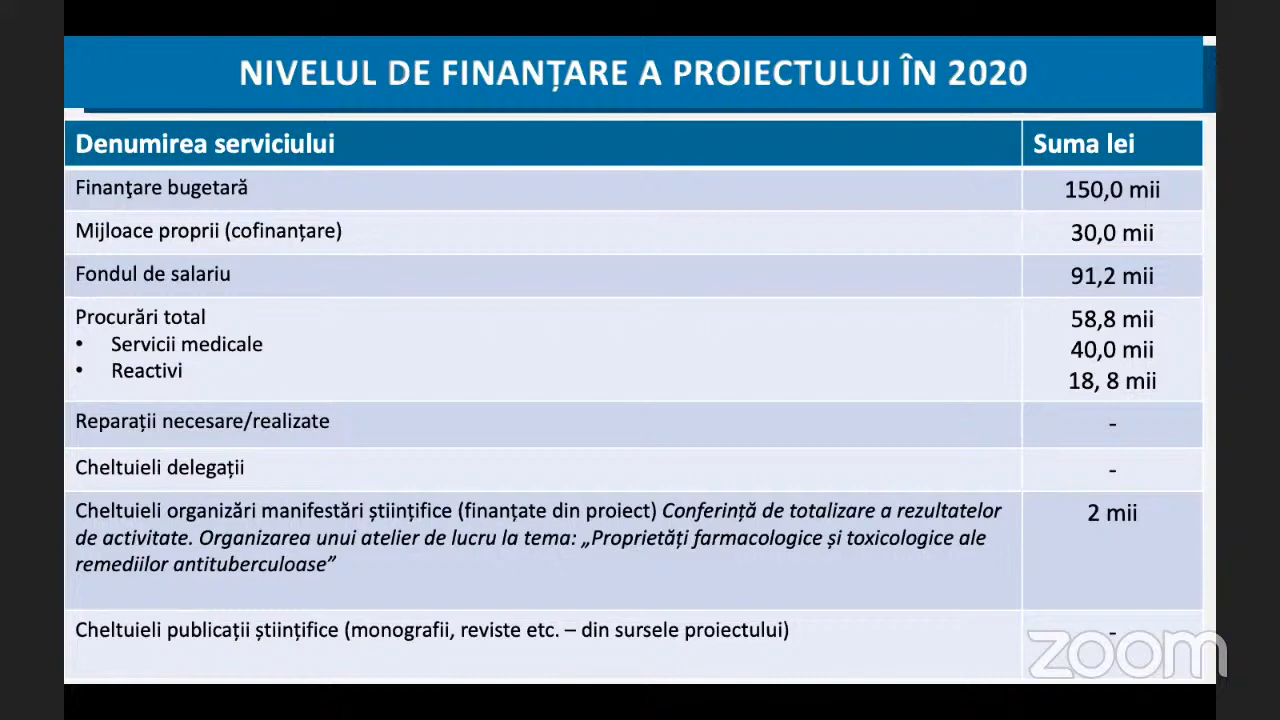 NIVELUL DE FINANȚARE A PROIECTULUI ÎN 2020
Denumirea serviciului Suma lei
Finanţare bugetară 150,0 mii
Mijloace proprii (cofinanțare) 30,0 mii
Fondul de salariu 91,2 mii
Procurări total 58,8 mii
• Servicii medicale 40,0 mii
• Reactivi 18, 8 mii
Reparații necesare/realizate -
Cheltuieli delegații -
Cheltuieli organizări manifestări științifice (finanțate din proiect) Conferință de totalizare a rezultatelor 2 mii
de activitate. Organizarea unui atelier de lucru la tema: „Proprietăți farmacologice și toxicologice ale
remediilor antituberculoase”
Cheltuieli publicații științifice (monografii, reviste etc. – din sursele proiectului) -
zoom